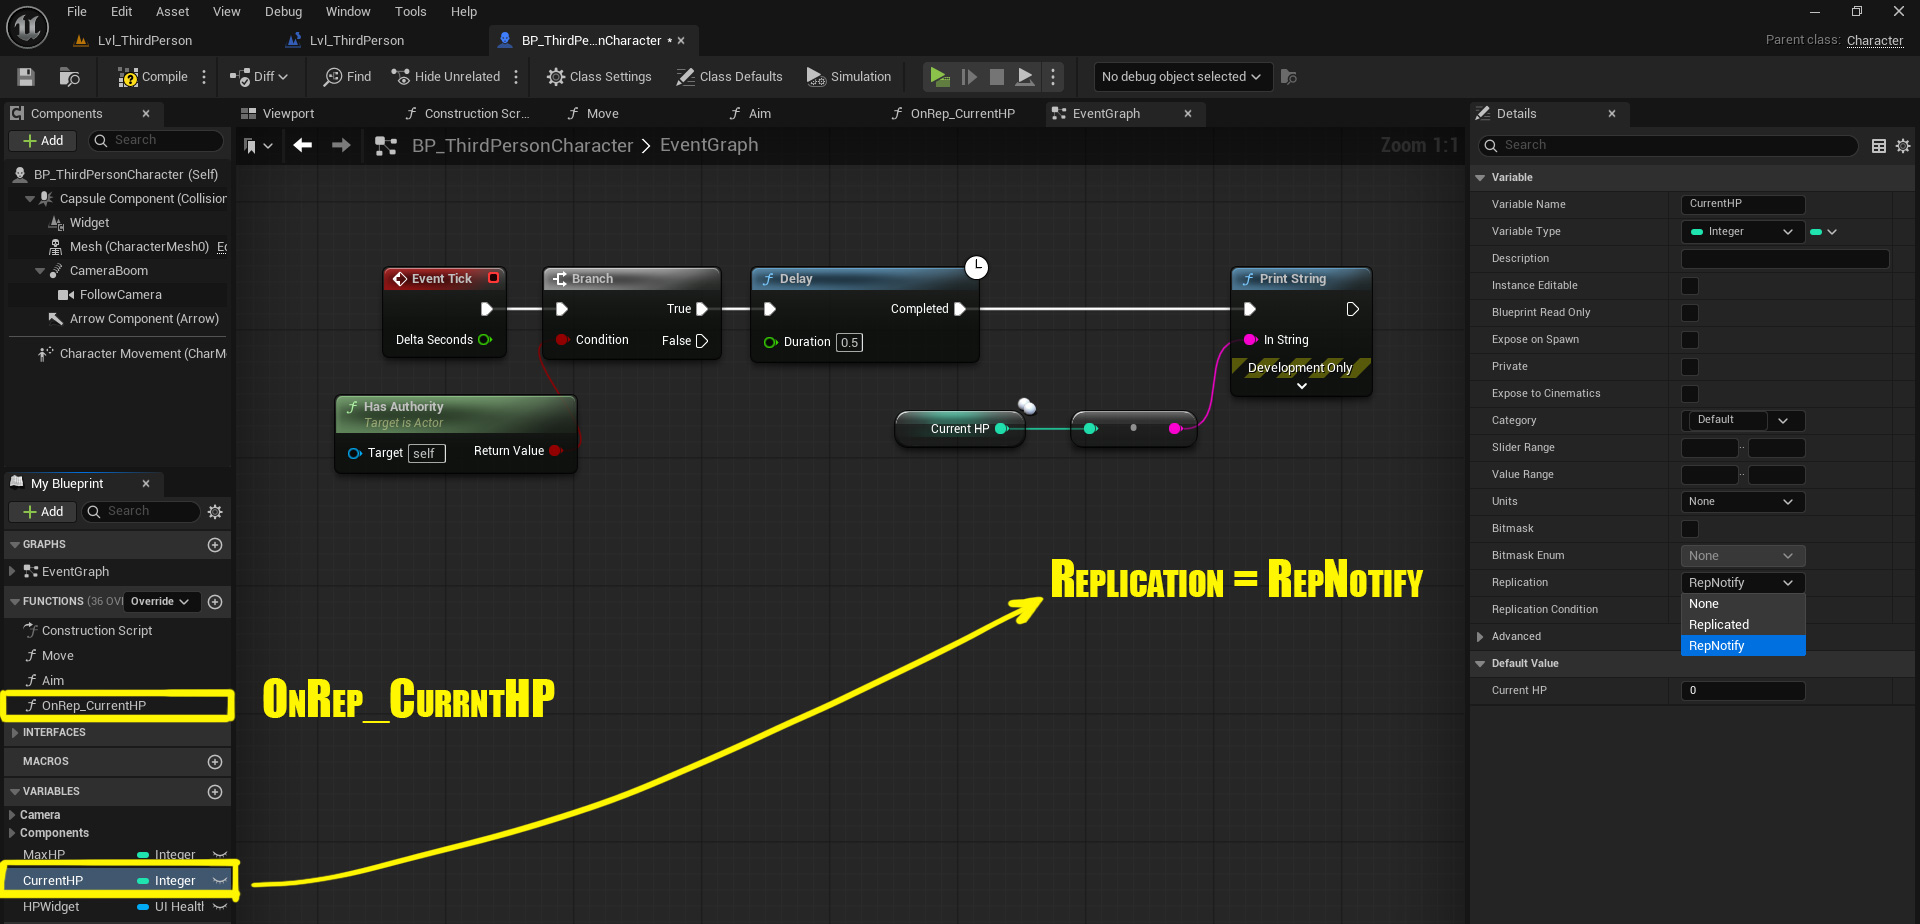 File Edit Asset View Debug Window Tools Help
Lvl_ThirdPerson Lvl_ThirdPerson BP_ThirdPe...nCharacter • Parent class: Character
Compile Diff Find Hide Unrelated Class Settings Class Defaults Simulation No debug object selected
Components Viewport Construction Scr... Move Aim OnRep_CurrentHP EventGraph Details
Add Search
BP_ThirdPersonCharacter EventGraph Zoom 1:1
Search
BP_ThirdPersonCharacter (Self)
Capsule Component (Collision
Widget
Mesh (CharacterMesh0)
CameraBoom
FollowCamera
Arrow Component (Arrow)
Character Movement (CharM
Event Tick
Delta Seconds
Branch
True
Condition
False
Delay
Completed
Duration 0.5
Print String
In String
Development Only
Has Authority
Target is Actor
Target self
Return Value
Current HP
My Blueprint
Add Search
GRAPHS
EventGraph
FUNCTIONS (36 OVE Override
Construction Script
Move
Aim
OnRep_CurrentHP
INTERFACES
MACROS
VARIABLES
Camera
Components
MaxHP Integer
CurrentHP Integer
HPWidget UI Healt
OnRep_CurrntHP
Replication = RepNotify
Variable
Variable Name CurrentHP
Variable Type Integer
Description
Instance Editable
Blueprint Read Only
Expose on Spawn
Private
Expose to Cinematics
Category Default
Slider Range
Value Range
Units None
Bitmask
Bitmask Enum None
Replication RepNotify
None
Replicated
RepNotify
Replication Condition
Advanced
Default Value
Current HP 0